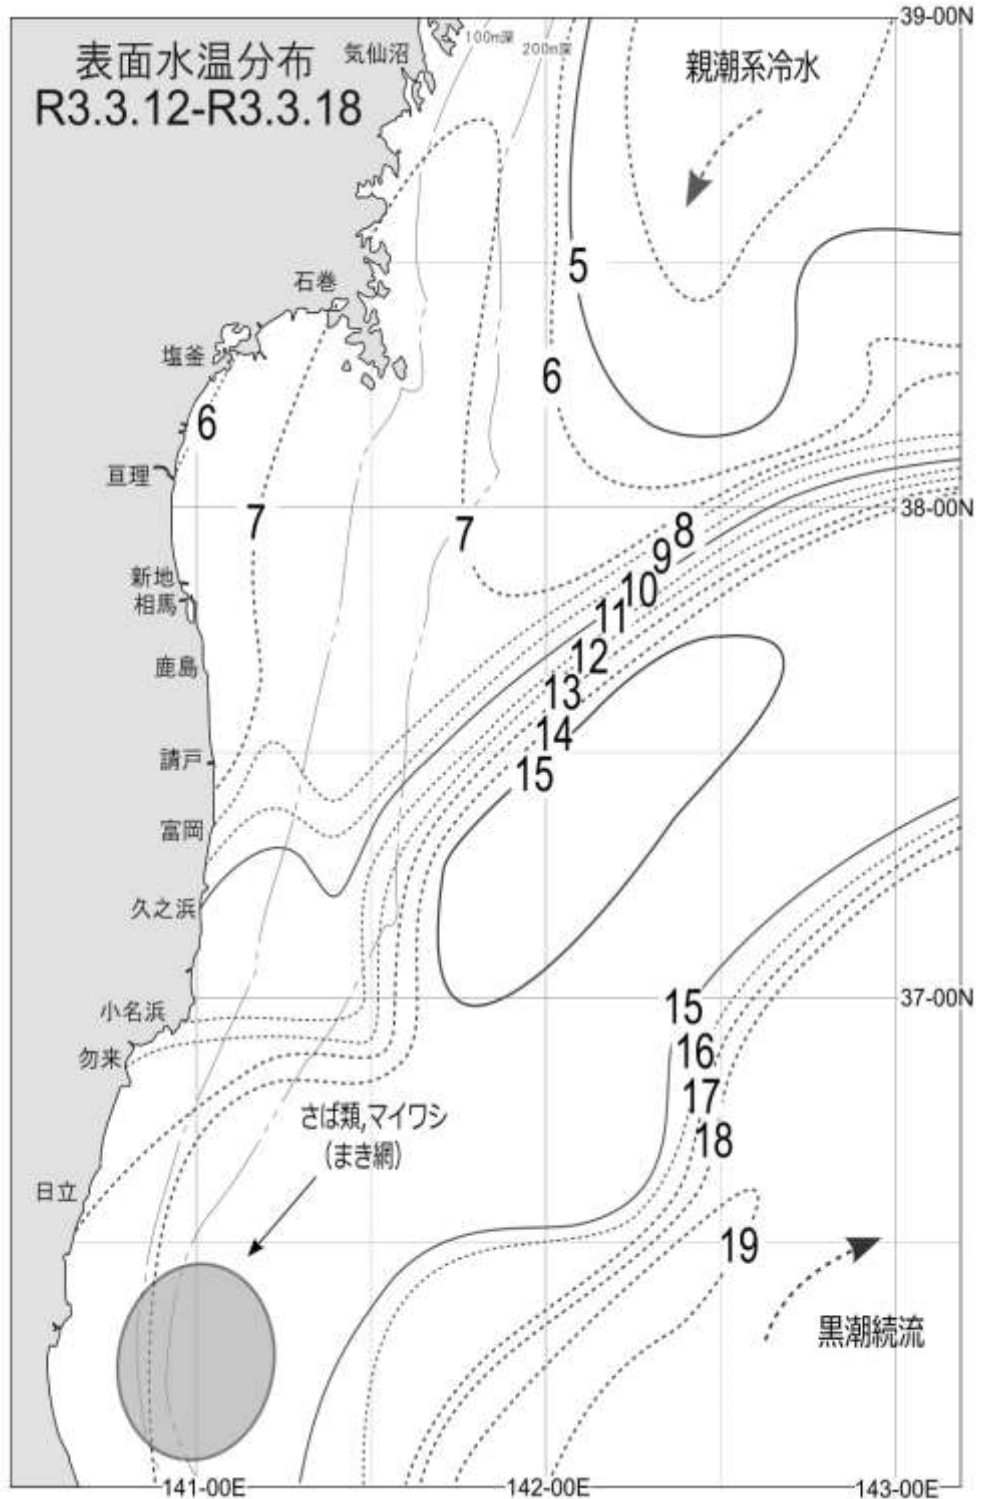 39-00N
表面水温分布
R3.3.12-R3.3.18
気仙沼
100m深
200m深
親潮系冷水
5
石巻
塩釜
6
6
亘理
7
7
8
38-00N
9
10
11
12
13
14
15
新地
相馬
鹿島
請戸
富岡
久之浜
小名浜
勿来
37-00N
15
16
17
18
さば類,マイワシ
(まき網)
日立
19
黒潮続流
141-00E
142-00E
143-00E